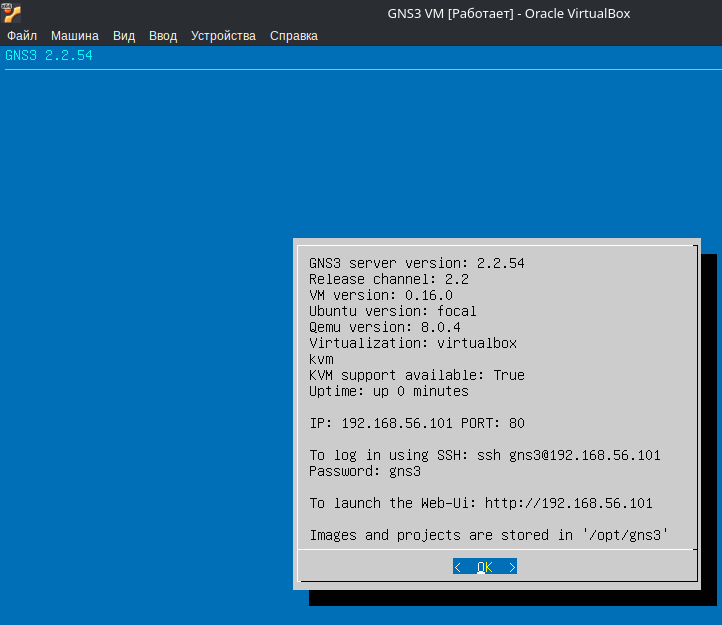 GNS3 VM [Работает] - Oracle VirtualBox
Файл Машина Вид Ввод Устройства Справка
GNS3 2.2.54
GNS3 server version: 2.2.54
Release channel: 2.2
VM version: 0.16.0
Ubuntu version: focal
Qemu version: 8.0.4
Virtualization: virtualbox
kvm
KVM support available: True
Uptime: up 0 minutes
IP: 192.168.56.101 PORT: 80
To log in using SSH: ssh gns3@192.168.56.101
Password: gns3
To launch the Web-Ui: http://192.168.56.101
Images and projects are stored in '/opt/gns3'
< OK >